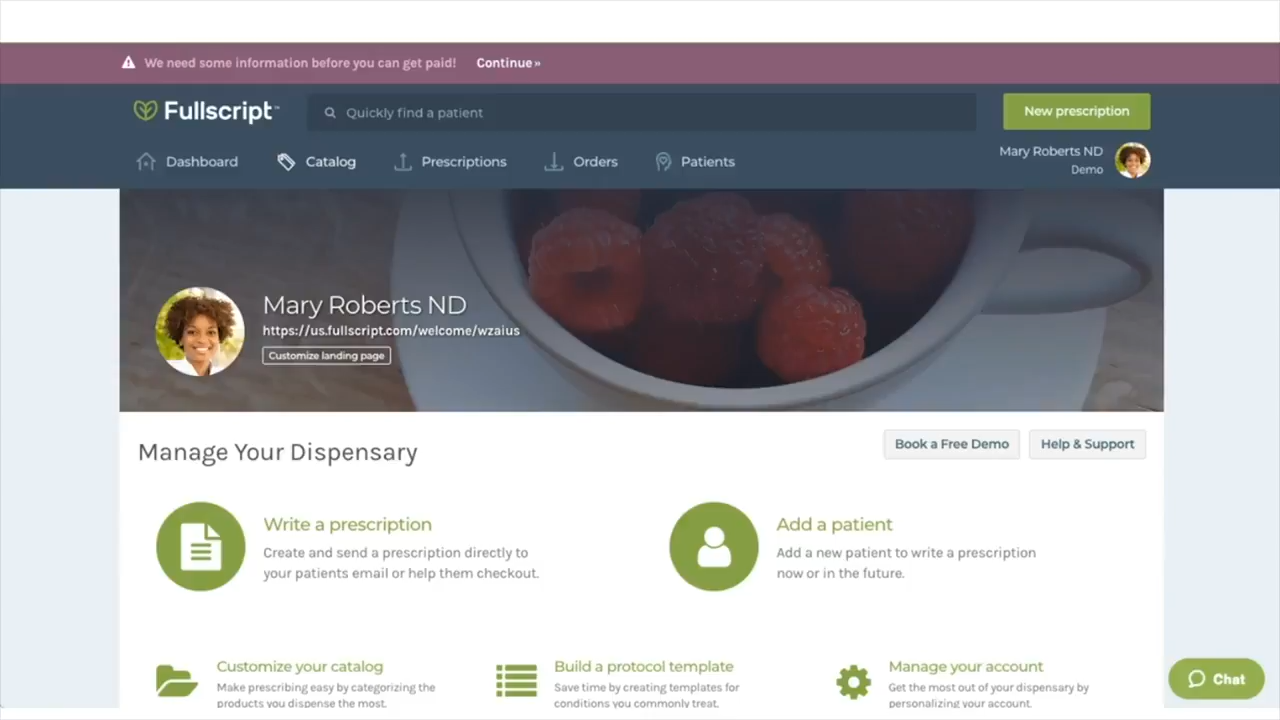 We need some information before you can get paid! Continue »
Fullscript™
Quickly find a patient
New prescription
Dashboard
Catalog
Prescriptions
Orders
Patients
Mary Roberts ND
Demo
Mary Roberts ND
https://us.fullscript.com/welcome/wzaius
Customize landing page
Manage Your Dispensary
Book a Free Demo
Help & Support
Write a prescription
Create and send a prescription directly to
your patients email or help them checkout.
Add a patient
Add a new patient to write a prescription
now or in the future.
Customize your catalog
Make prescribing easy by categorizing the
products you dispense the most.
Build a protocol template
Save time by creating templates for
conditions you commonly treat.
Manage your account
Get the most out of your dispensary by
personalizing your account.
Chat